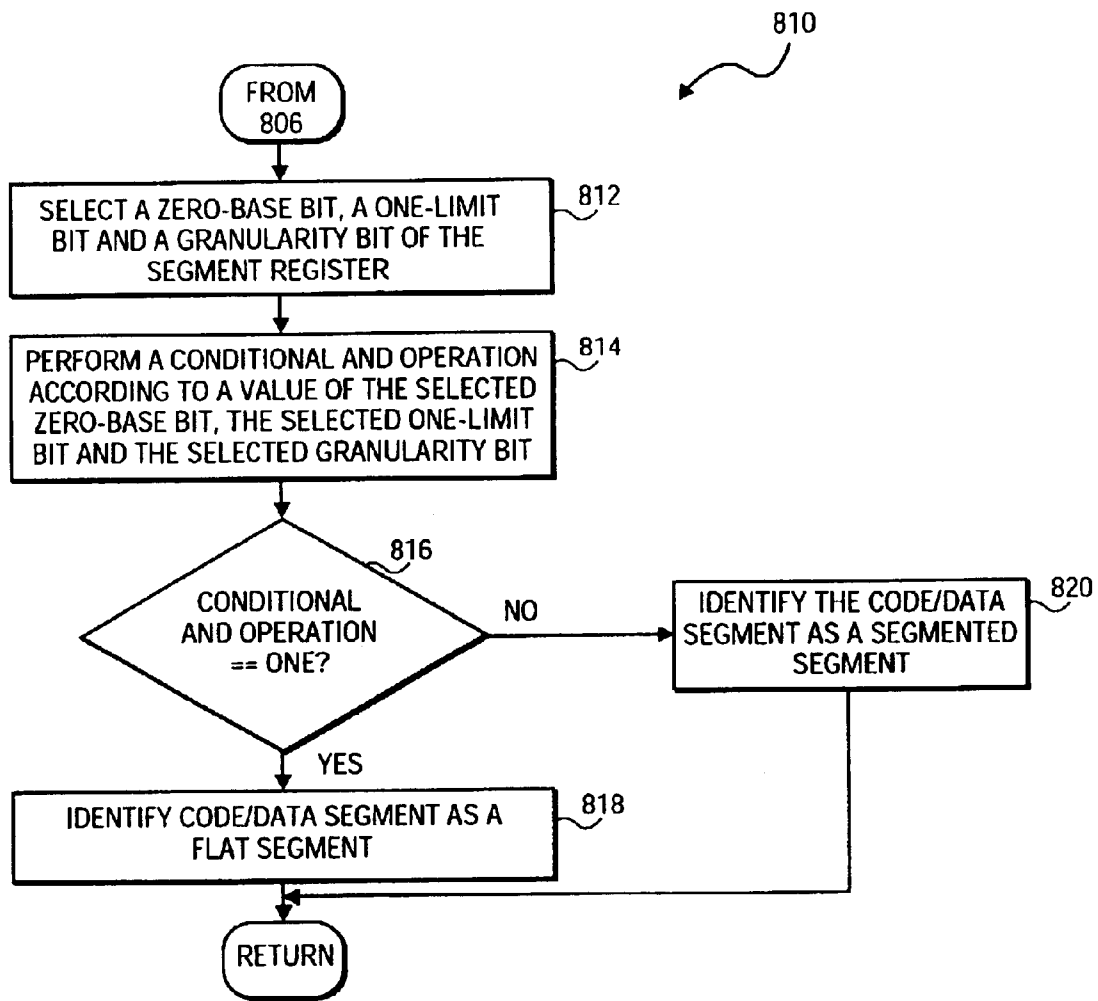 810
FROM
806
812
SELECT A ZERO-BASE BIT, A ONE-LIMIT
BIT AND A GRANULARITY BIT OF THE
SEGMENT REGISTER
814
PERFORM A CONDITIONAL AND OPERATION
ACCORDING TO A VALUE OF THE SELECTED
ZERO-BASE BIT, THE SELECTED ONE-LIMIT
BIT AND THE SELECTED GRANULARITY BIT
816
CONDITIONAL
AND OPERATION
== ONE?
NO
820
IDENTIFY THE CODE/DATA
SEGMENT AS A SEGMENTED
SEGMENT
YES
818
IDENTIFY CODE/DATA SEGMENT AS A
FLAT SEGMENT
RETURN